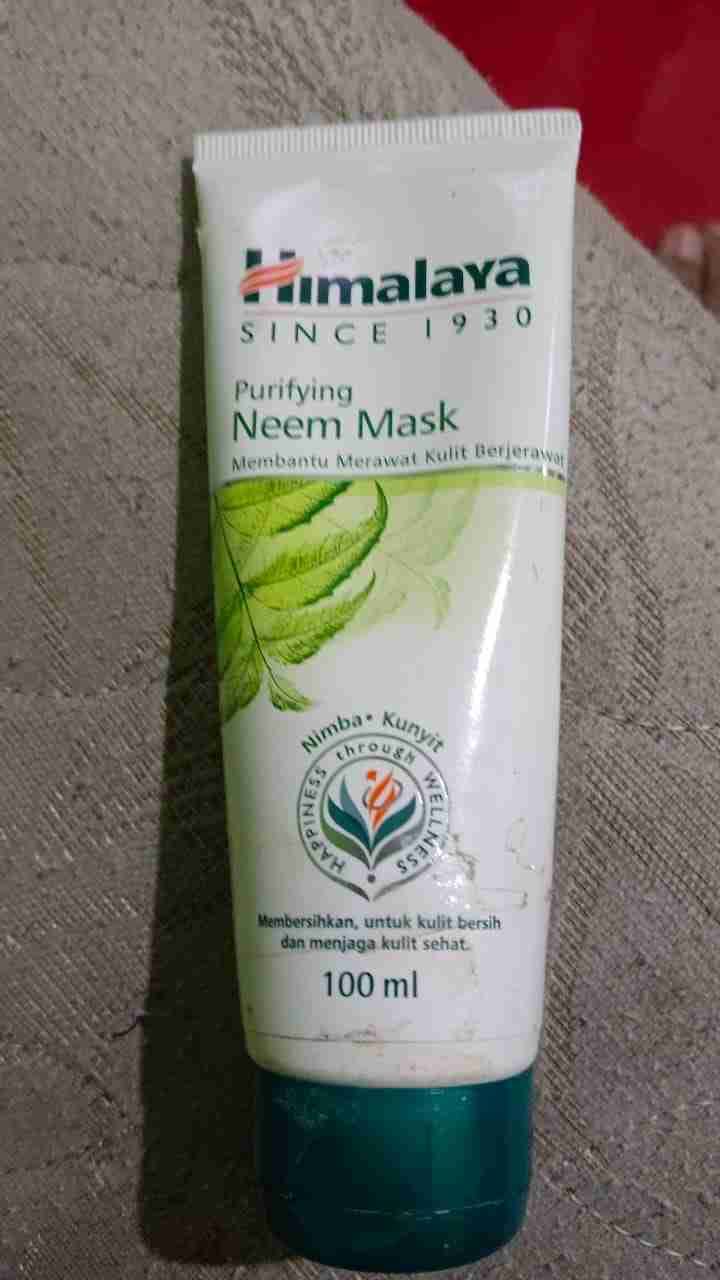 Himalaya
SINCE 1930
Purifying
Neem Mask
Membantu Merawat Kulit Berjerawat
Nimba • Kunyit
HAPPINESS through WELLNESS
Membersihkan, untuk kulit bersih
dan menjaga kulit sehat.
100 ml